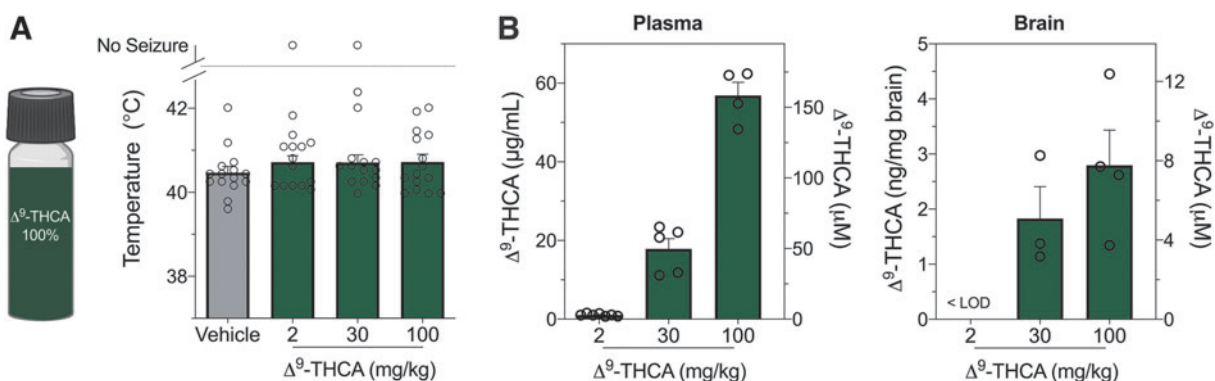 A
No Seizure
Δ⁹-THCA
100%
Temperature (°C)
42
40
38
Vehicle
2
30
100
Δ⁹-THCA (mg/kg)
B
Plasma
Δ⁹-THCA (µg/mL)
60
40
20
0
150
100
50
0
Δ⁹-THCA (µM)
2
30
100
Δ⁹-THCA (mg/kg)
Brain
Δ⁹-THCA (ng/mg brain)
5
4
3
2
1
0
12
8
4
0
Δ⁹-THCA (µM)
< LOD
2
30
100
Δ⁹-THCA (mg/kg)